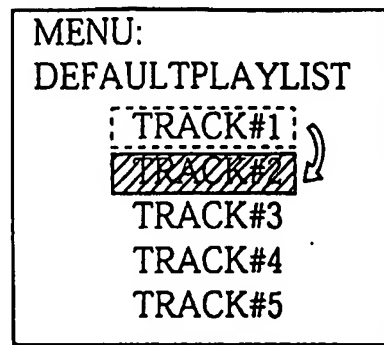 MENU:
DEFAULTPLAYLIST
TRACK#1
TRACK#2
TRACK#3
TRACK#4
TRACK#5